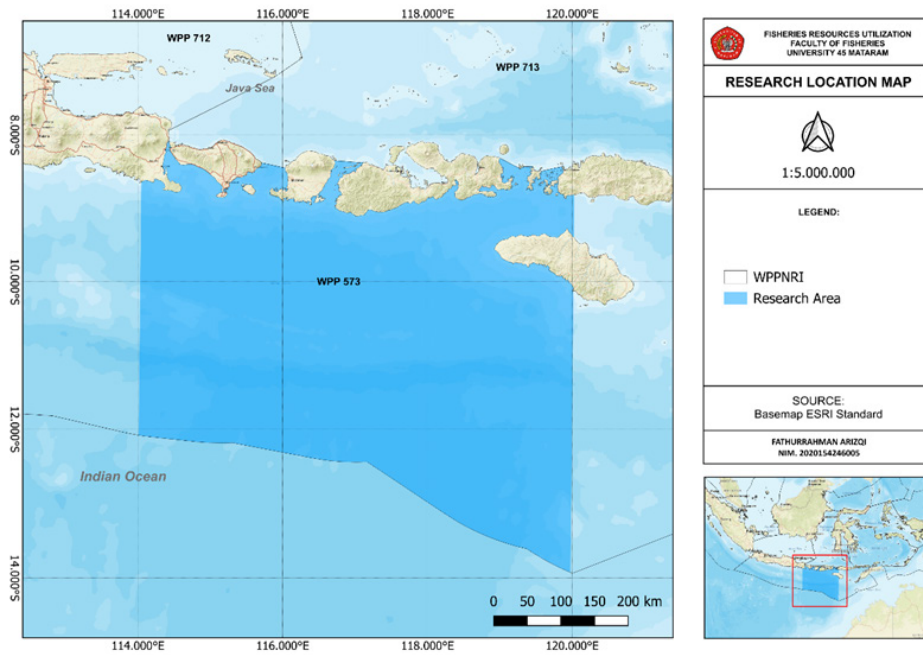 114.000°E 116.000°E 118.000°E 120.000°E
WPP 712
WPP 713
Java Sea
8.000°S
10.000°S
WPP 573
12.000°S
Indian Ocean
14.000°S
0 50 100 150 200 km
114.000°E 116.000°E 118.000°E 120.000°E
FISHERIES RESOURCES UTILIZATION
FACULTY OF FISHERIES
UNIVERSITY 45 MATARAM
RESEARCH LOCATION MAP
1:5.000.000
LEGEND:
WPPNRI
Research Area
SOURCE:
Basemap ESRI Standard
FATHURRAHMAN ARIZQI
NIM. 2020154246005